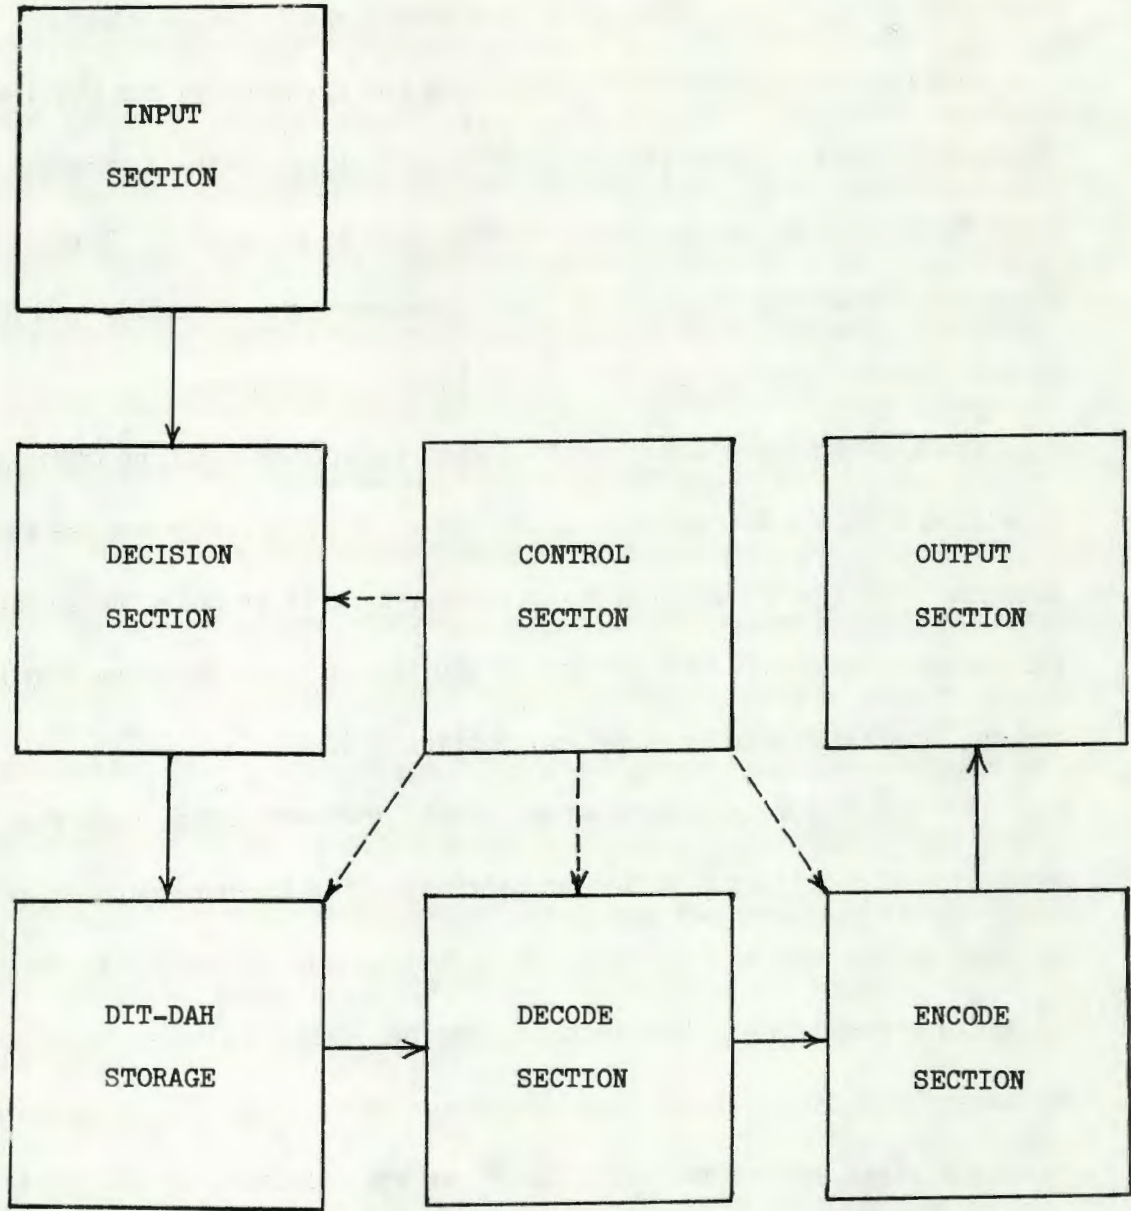 INPUT
SECTION
DECISION
SECTION
CONTROL
SECTION
OUTPUT
SECTION
DIT-DAH
STORAGE
DECODE
SECTION
ENCODE
SECTION